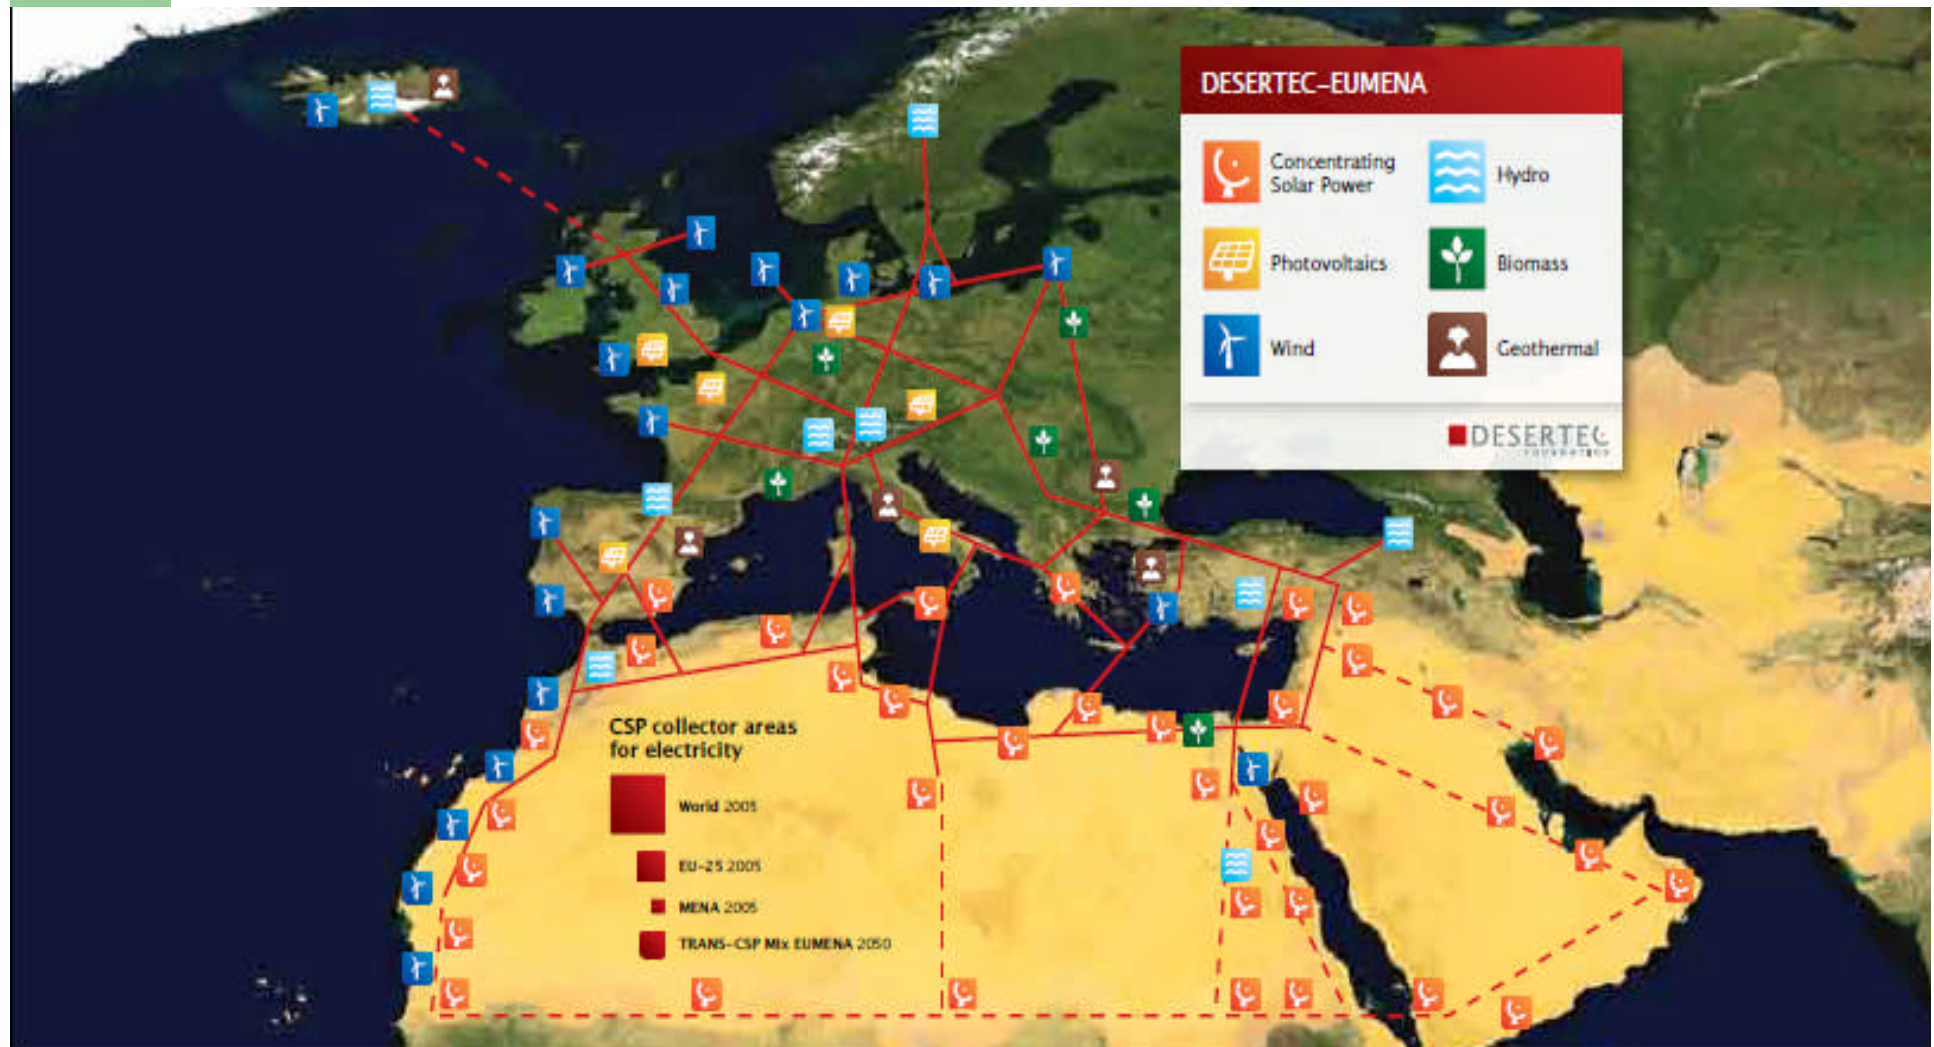 DESERTEC–EUMENA
Concentrating
Solar Power
Hydro
Photovoltaics
Biomass
Wind
Geothermal
DESERTEC
FOUNDATION
CSP collector areas
for electricity
World 2005
EU-25 2005
MENA 2005
TRANS-CSP Mix EUMENA 2050